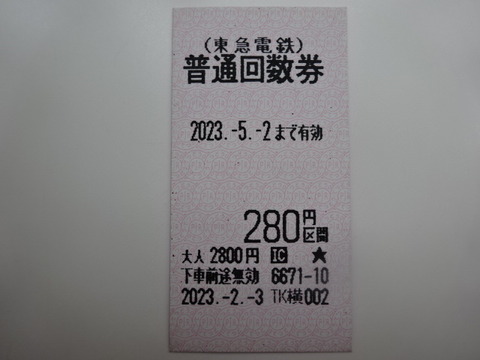 (東急電鉄)
普通回数券
2023.-5.-2まで有効
280円区間
大人 2800円 IC ★
下車前途無効 6671-10
2023.-2.-3 TK横002